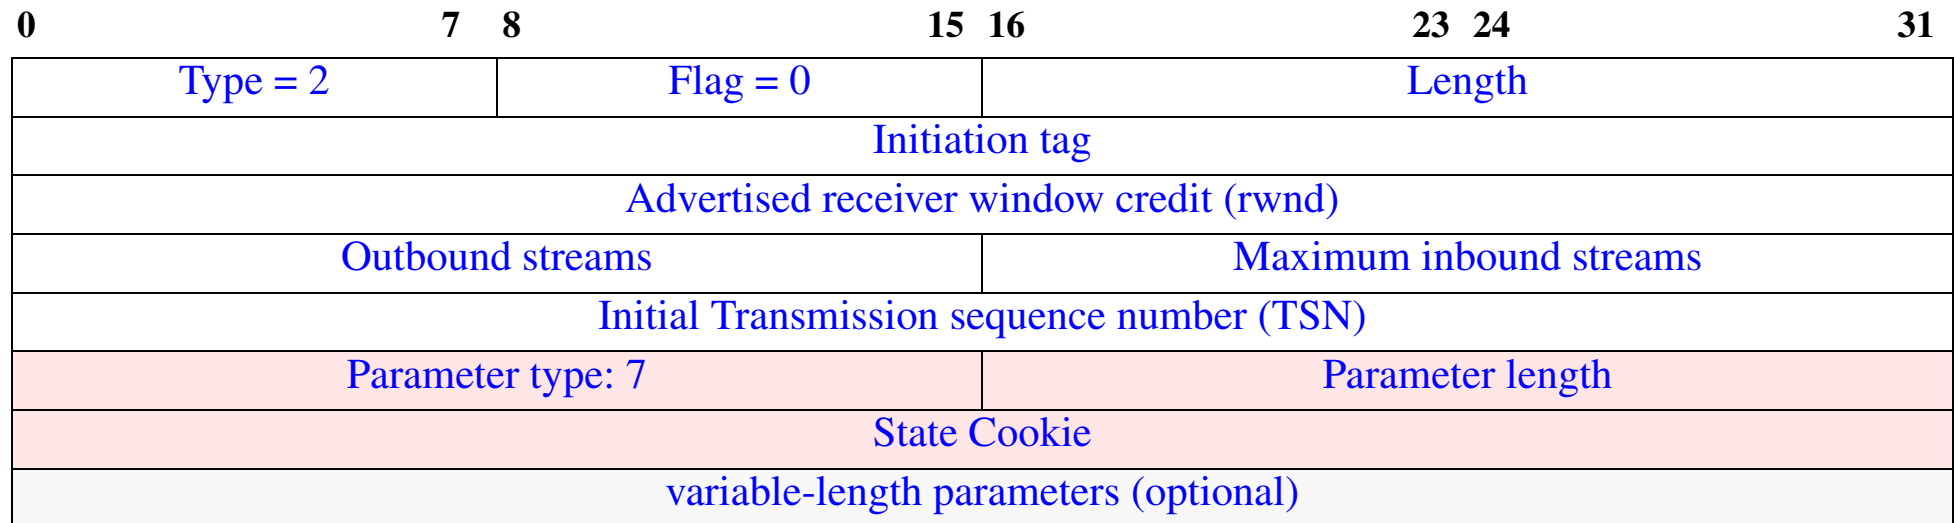 0 7 8 15 16 23 24 31
Type = 2 Flag = 0 Length
Initiation tag
Advertised receiver window credit (rwnd)
Outbound streams Maximum inbound streams
Initial Transmission sequence number (TSN)
Parameter type: 7 Parameter length
State Cookie
variable-length parameters (optional)